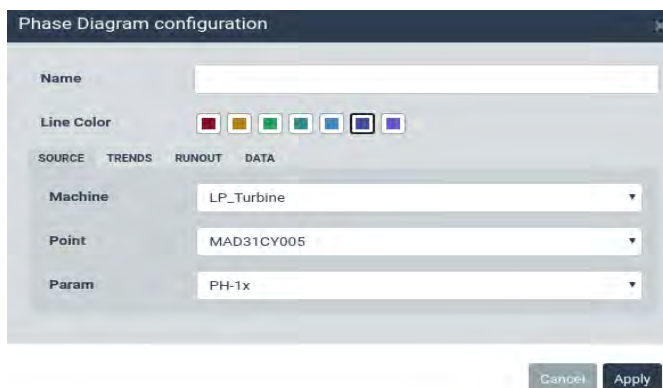 Phase Diagram configuration
Name
Line Color
SOURCE TRENDS RUNOUT DATA
Machine LP_Turbine
Point MAD31CY005
Param PH-1x
Cancel Apply